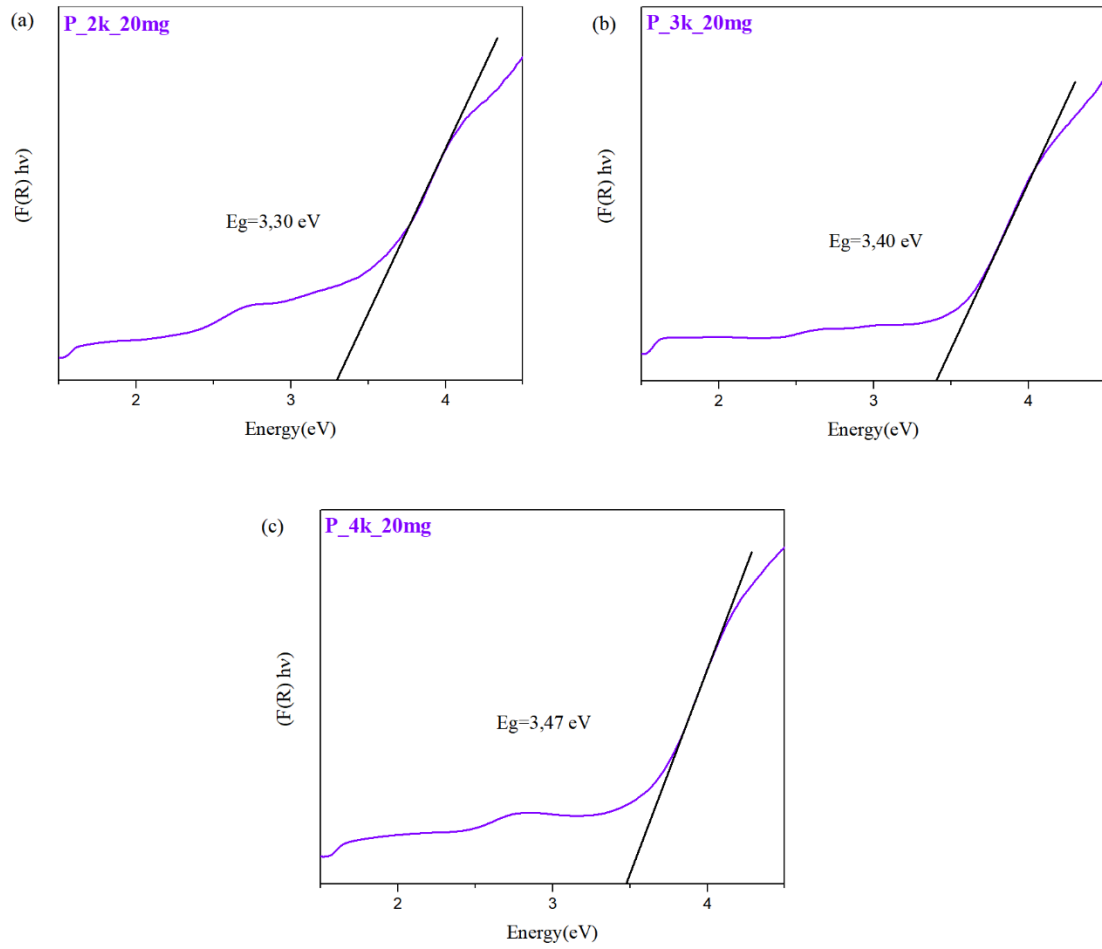 (a)
P_2k_20mg
(F(R) hν)
Eg=3,30 eV
2
3
4
Energy(eV)
(b)
P_3k_20mg
(F(R) hν)
Eg=3,40 eV
2
3
4
Energy(eV)
(c)
P_4k_20mg
(F(R) hν)
Eg=3,47 eV
2
3
4
Energy(eV)